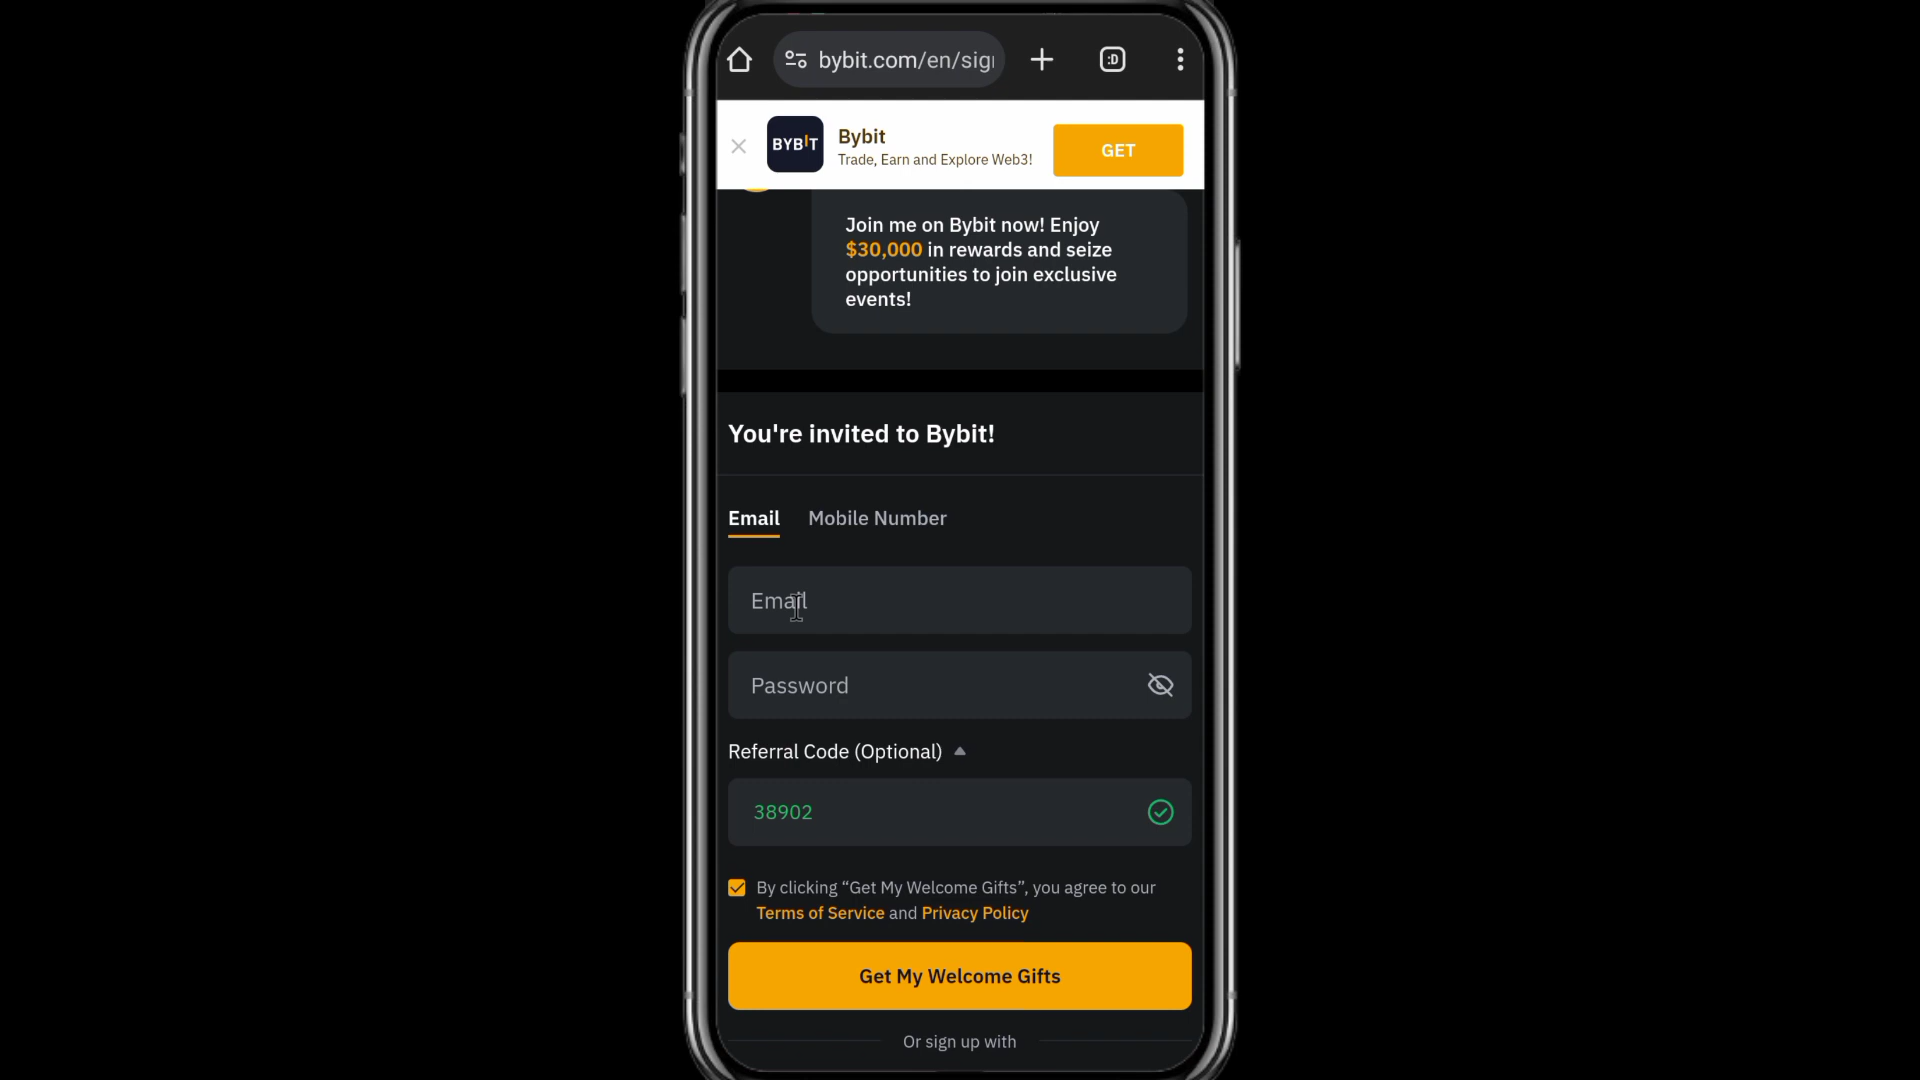 bybit.com/en/sig
:D
BYBIT
Bybit
Trade, Earn and Explore Web3!
GET
Join me on Bybit now! Enjoy
$30,000 in rewards and seize
opportunities to join exclusive
events!
You're invited to Bybit!
Email
Mobile Number
Email
Password
Referral Code (Optional)
38902
By clicking “Get My Welcome Gifts”, you agree to our
Terms of Service and Privacy Policy
Get My Welcome Gifts
Or sign up with